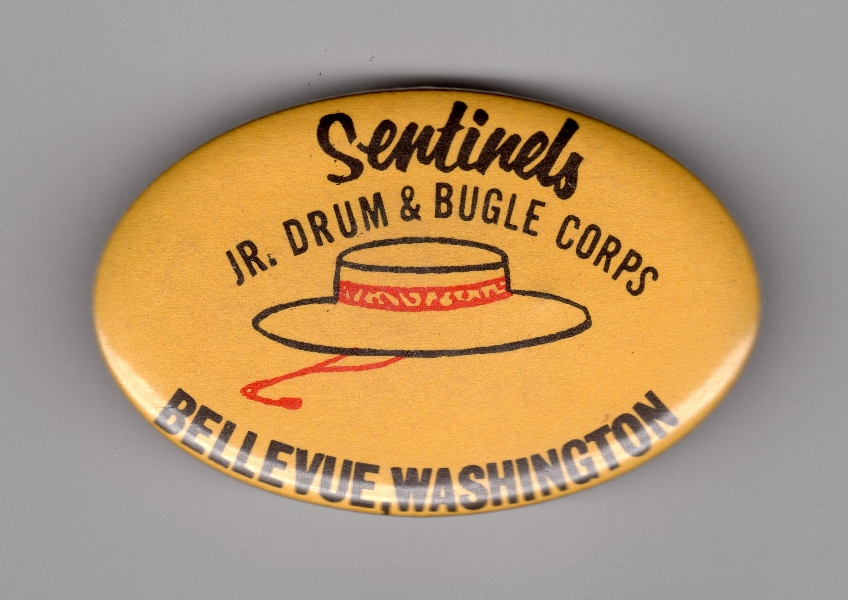 Sentinels
JR. DRUM & BUGLE CORPS
BELLEVUE, WASHINGTON